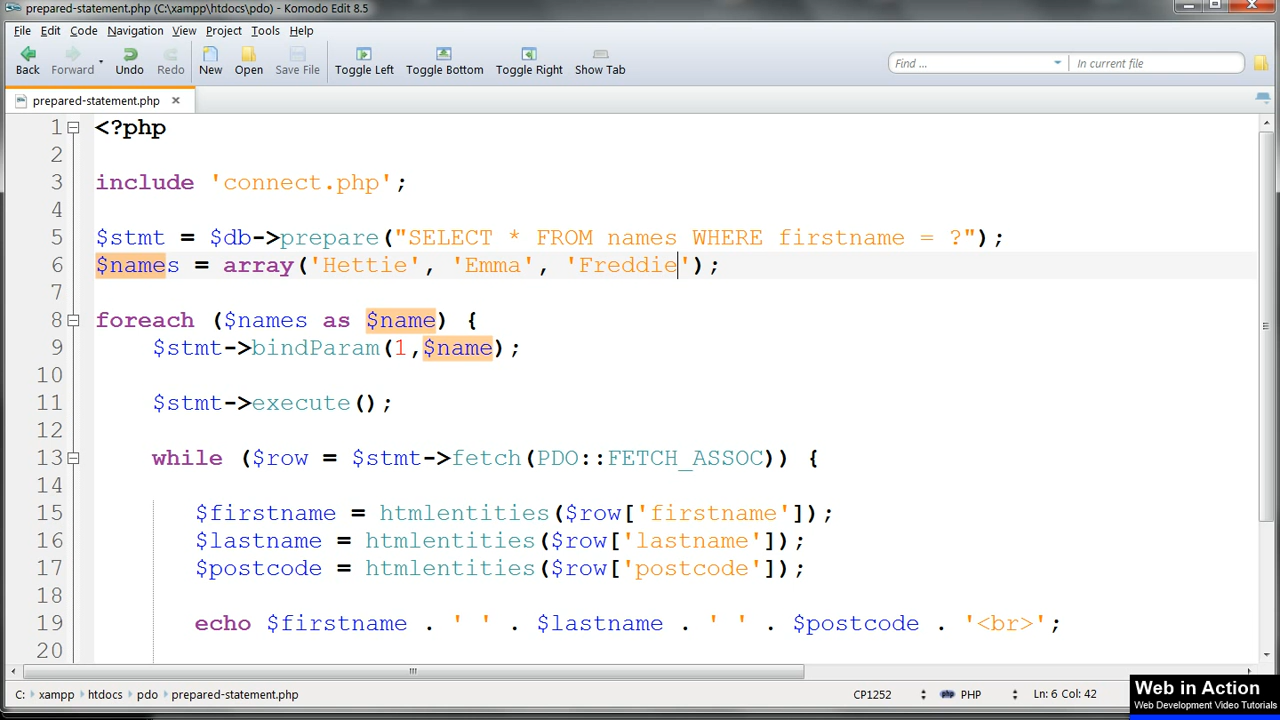 prepared-statement.php (C:\xampp\htdocs\pdo) - Komodo Edit 8.5
File Edit Code Navigation View Project Tools Help
Back Forward Undo Redo New Open Save File Toggle Left Toggle Bottom Toggle Right Show Tab Find ... In current file
prepared-statement.php
1 <?php
2
3 include 'connect.php';
4
5 $stmt = $db->prepare("SELECT * FROM names WHERE firstname = ?");
6 $names = array('Hettie', 'Emma', 'Freddie');
7
8 foreach ($names as $name) {
9 $stmt->bindParam(1,$name);
10
11 $stmt->execute();
12
13 while ($row = $stmt->fetch(PDO::FETCH_ASSOC)) {
14
15 $firstname = htmlentities($row['firstname']);
16 $lastname = htmlentities($row['lastname']);
17 $postcode = htmlentities($row['postcode']);
18
19 echo $firstname . ' ' . $lastname . ' ' . $postcode . '<br>';
20
C: xampp htdocs pdo prepared-statement.php CP1252 PHP Ln: 6 Col: 42
Web in Action
Web Development Video Tutorials